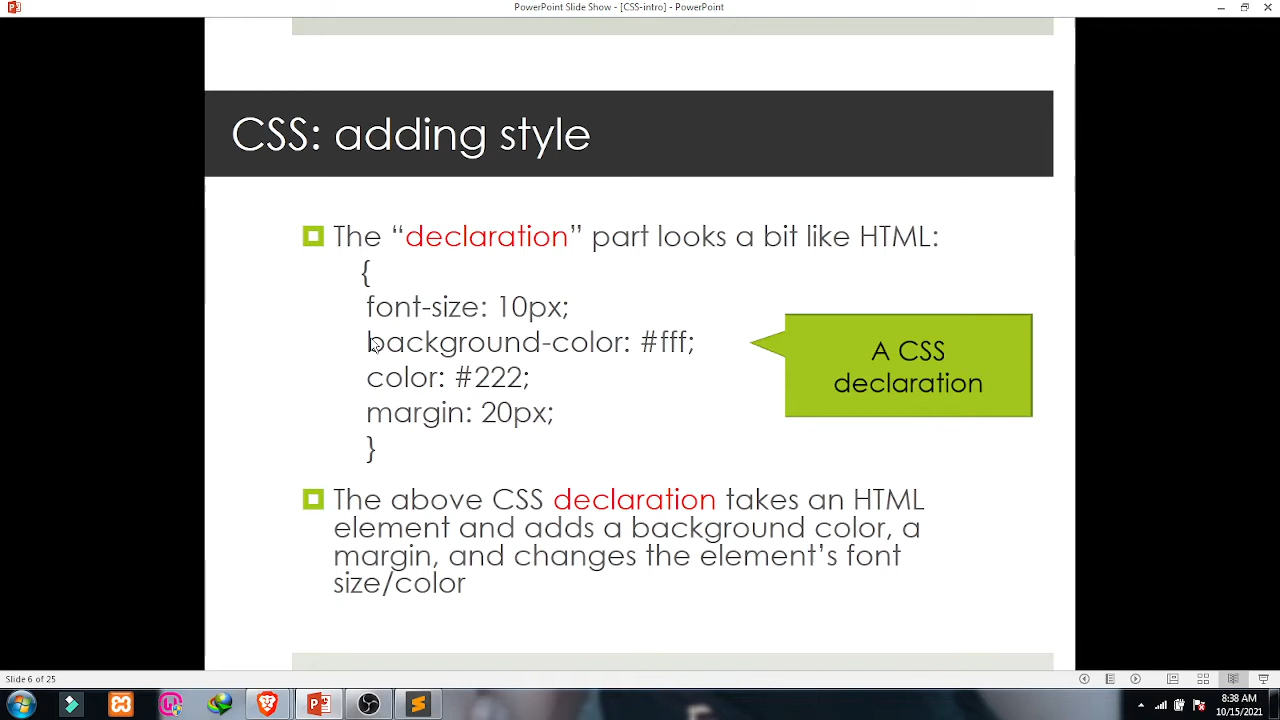 PowerPoint Slide Show - [CSS-intro] - PowerPoint
CSS: adding style
The “declaration” part looks a bit like HTML:
{
font-size: 10px;
background-color: #fff;
color: #222;
margin: 20px;
}
A CSS
declaration
The above CSS declaration takes an HTML
element and adds a background color, a
margin, and changes the element’s font
size/color
Slide 6 of 25
8:38 AM
10/15/2021